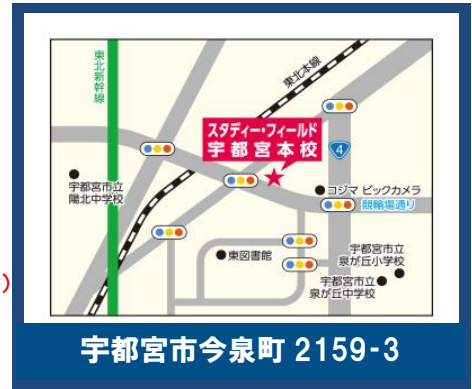 東北新幹線
東北本線
スタディー・フィールド
宇都宮本校
4
宇都宮市立
陽北中学校
コジマ ビックカメラ
競輪場通り
東図書館
宇都宮市立
泉が丘小学校
宇都宮市立
泉が丘中学校
)
宇都宮市今泉町 2159-3